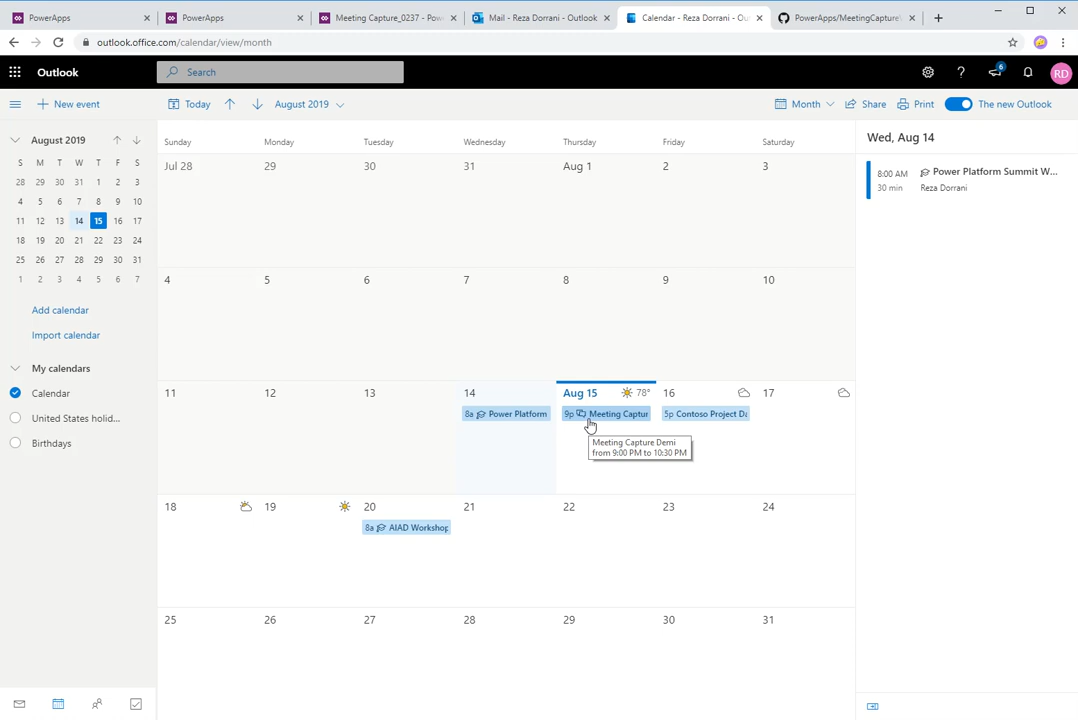 PowerApps
PowerApps
Meeting Capture_0237 - Pow
Mail - Reza Dorrani - Outlook
Calendar - Reza Dorrani - Ou
PowerApps/MeetingCapture
outlook.office.com/calendar/view/month
Outlook
Search
6
RD
New event
Today
August 2019
Month
Share
Print
The new Outlook
August 2019
S M T W T F S
28 29 30 31 1 2 3
4 5 6 7 8 9 10
11 12 13 14 15 16 17
18 19 20 21 22 23 24
25 26 27 28 29 30 31
1 2 3 4 5 6 7
Add calendar
Import calendar
My calendars
Calendar
United States holid...
Birthdays
Sunday Monday Tuesday Wednesday Thursday Friday Saturday
Jul 28 29 30 31 Aug 1 2 3
4 5 6 7 8 9 10
11 12 13 14 Aug 15 78° 16 17
8a Power Platform
9p Meeting Captur
5p Contoso Project Da
Meeting Capture Demi
from 9:00 PM to 10:30 PM
18 19 20 21 22 23 24
8a AIAD Workshop
25 26 27 28 29 30 31
Wed, Aug 14
8:00 AM Power Platform Summit W...
30 min Reza Dorrani